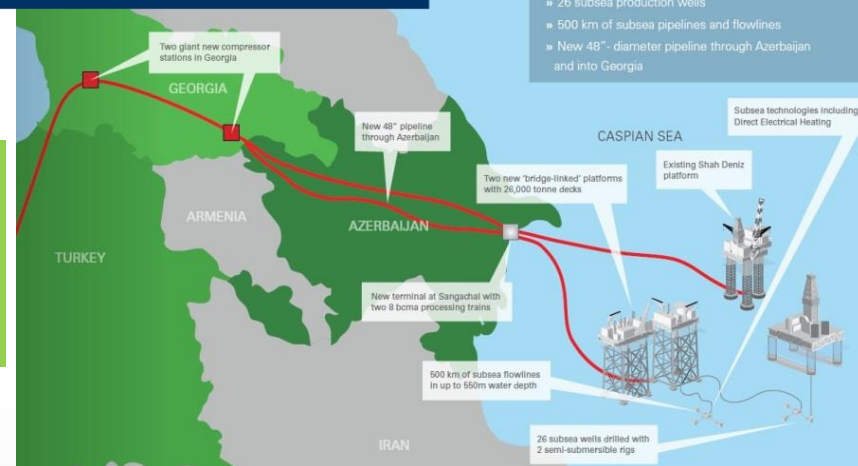 » 26 subsea production wells
» 500 km of subsea pipelines and flowlines
» New 48"- diameter pipeline through Azerbaijan
and into Georgia
Two giant new compressor
stations in Georgia
GEORGIA
New 48" pipeline
through Azerbaijan
CASPIAN SEA
Subsea technologies including
Direct Electrical Heating
Existing Shah Deniz
platform
Two new 'bridge-linked' platforms
with 26,000 tonne decks
ARMENIA
AZERBAIJAN
TURKEY
New terminal at Sangachal with
two 8 bcma processing trains
500 km of subsea flowlines
in up to 550m water depth
26 subsea wells drilled with
2 semi-submersible rigs
IRAN